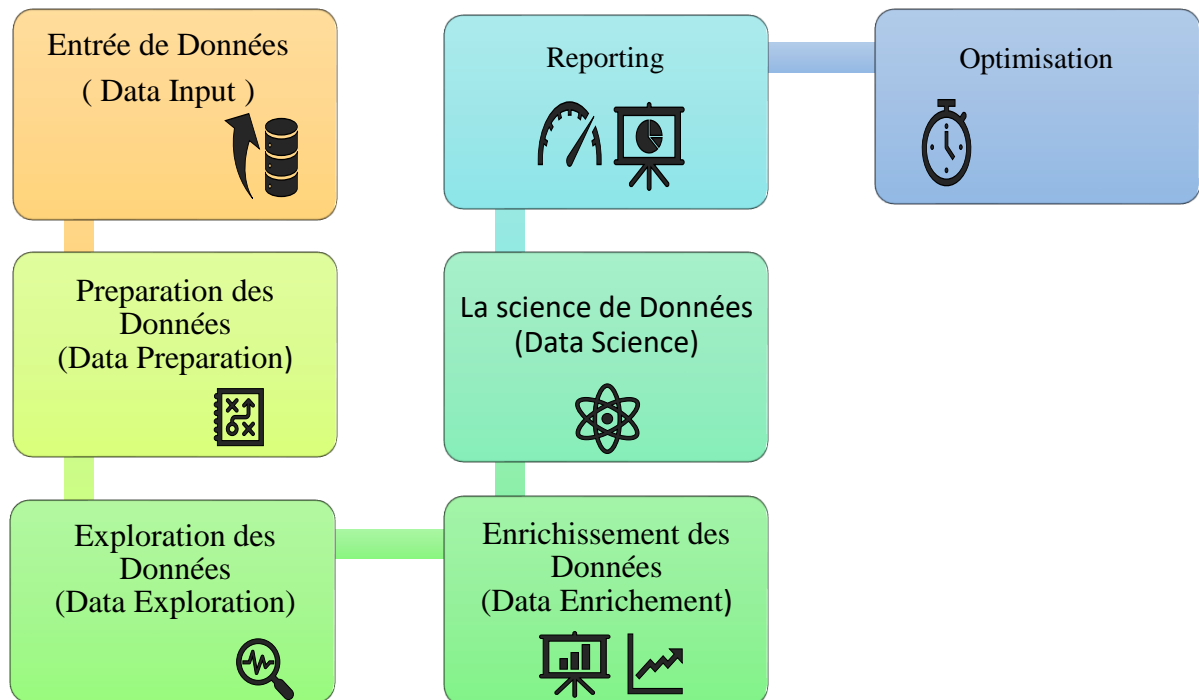 Entrée de Données
( Data Input )
Preparation des
Données
(Data Preparation)
Exploration des
Données
(Data Exploration)
Enrichissement des
Données
(Data Enrichement)
La science de Données
(Data Science)
Reporting
Optimisation